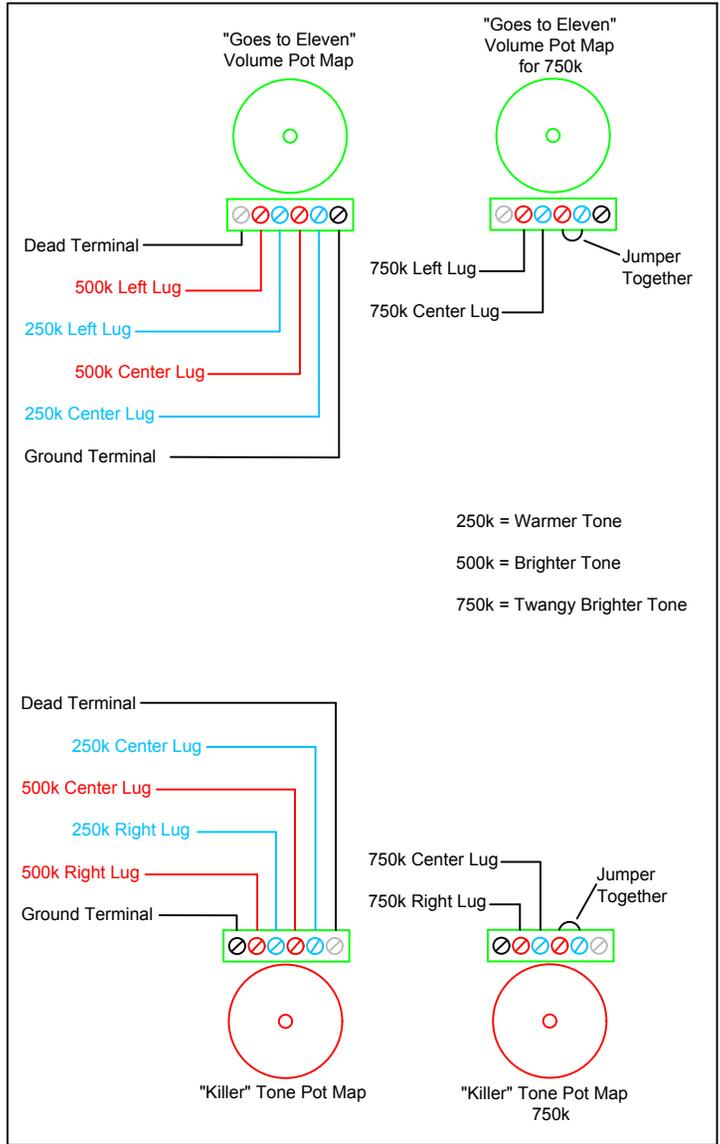 "Goes to Eleven"
Volume Pot Map
Dead Terminal
500k Left Lug
250k Left Lug
500k Center Lug
250k Center Lug
Ground Terminal
"Goes to Eleven"
Volume Pot Map
for 750k
750k Left Lug
750k Center Lug
Jumper
Together
250k = Warmer Tone
500k = Brighter Tone
750k = Twangy Brighter Tone
Dead Terminal
250k Center Lug
500k Center Lug
250k Right Lug
500k Right Lug
Ground Terminal
"Killer" Tone Pot Map
750k Center Lug
750k Right Lug
Jumper
Together
"Killer" Tone Pot Map
750k